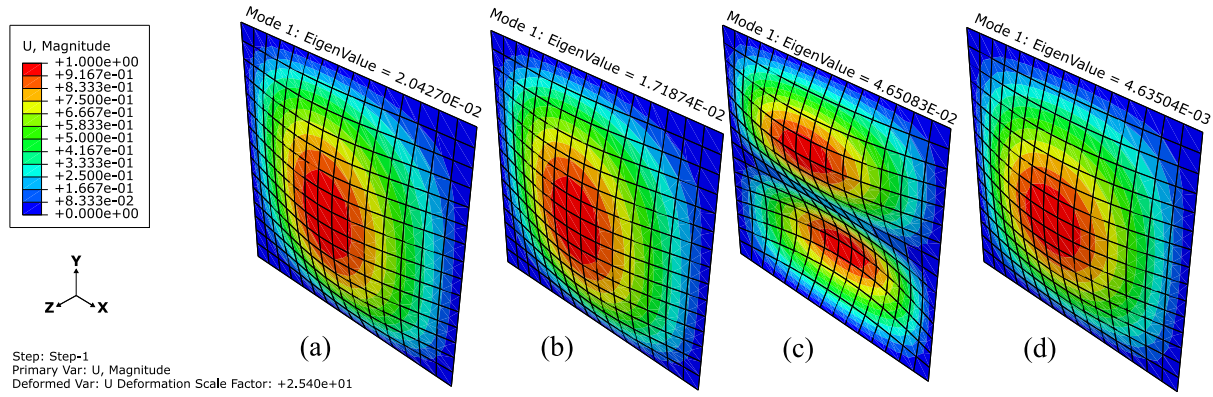 U, Magnitude
+1.000e+00
+9.167e-01
+8.333e-01
+7.500e-01
+6.667e-01
+5.833e-01
+5.000e-01
+4.167e-01
+3.333e-01
+2.500e-01
+1.667e-01
+8.333e-02
+0.000e+00
Mode 1: EigenValue = 2.04270E-02
Mode 1: EigenValue = 1.71874E-02
Mode 1: EigenValue = 4.65083E-02
Mode 1: EigenValue = 4.63504E-03
Y
Z
X
(a)
(b)
(c)
(d)
Step: Step-1
Primary Var: U, Magnitude
Deformed Var: U Deformation Scale Factor: +2.540e+01